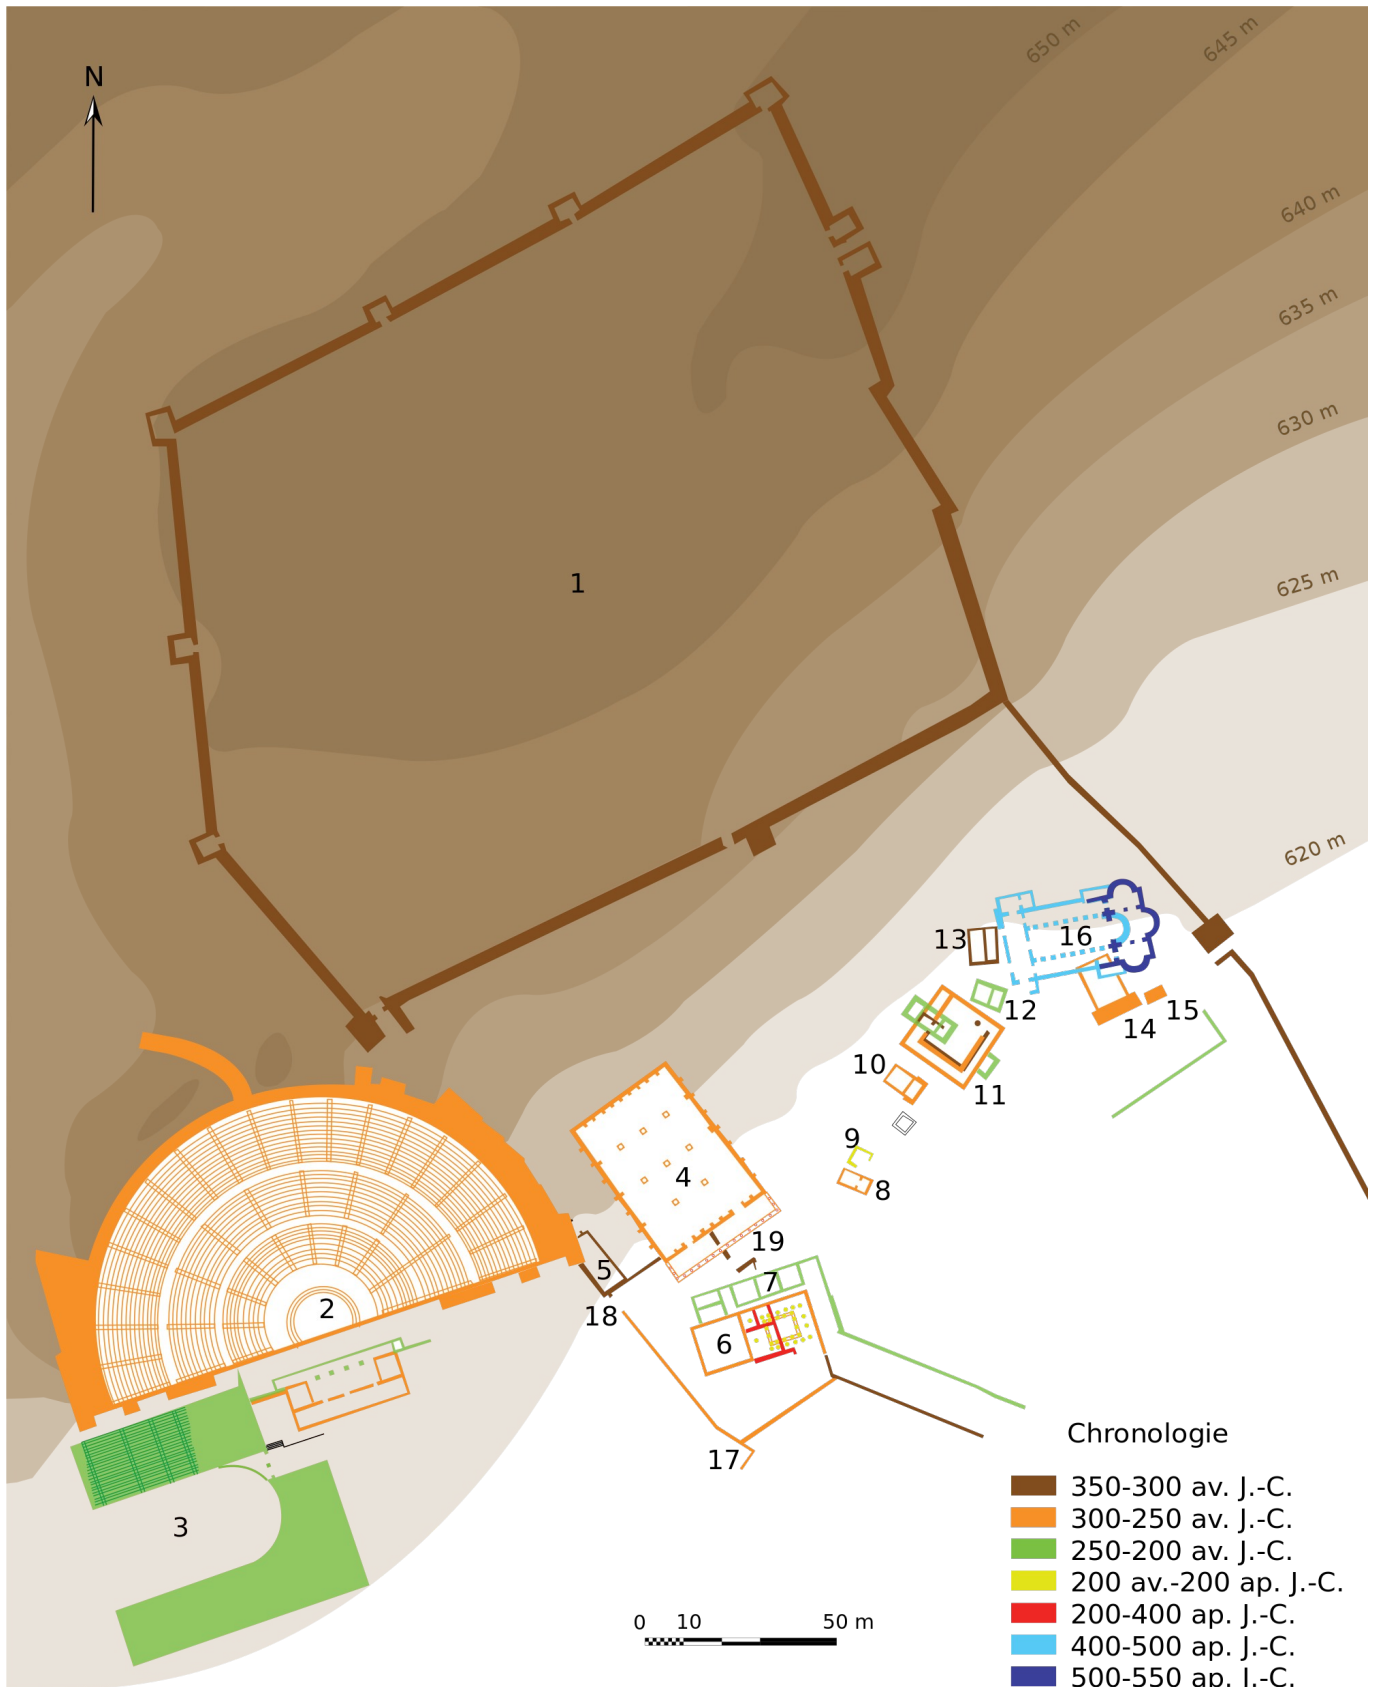 650 m
645 m
N
640 m
635 m
630 m
625 m
1
620 m
13
16
12
15
14
10
11
9
4
8
19
5
7
2
18
6
17
3
Chronologie
350-300 av. J.-C.
300-250 av. J.-C.
250-200 av. J.-C.
200 av.-200 ap. J.-C.
200-400 ap. J.-C.
400-500 ap. J.-C.
500-550 ap. J.-C.
0 10 50 m